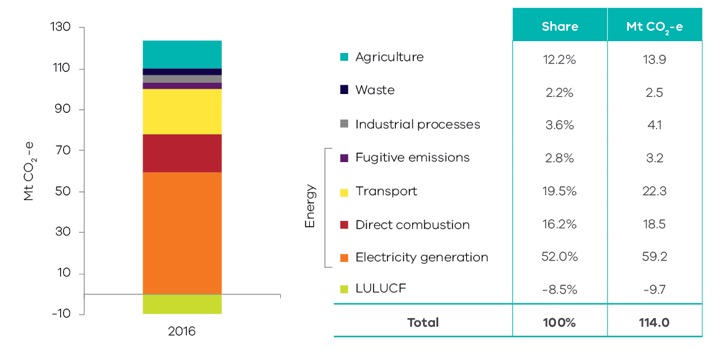 130
110
90
70
50
30
10
-10
Mt CO₂-e
2016
Share Mt CO₂-e
Agriculture 12.2% 13.9
Waste 2.2% 2.5
Industrial processes 3.6% 4.1
Energy
Fugitive emissions 2.8% 3.2
Transport 19.5% 22.3
Direct combustion 16.2% 18.5
Electricity generation 52.0% 59.2
LULUCF -8.5% -9.7
Total 100% 114.0